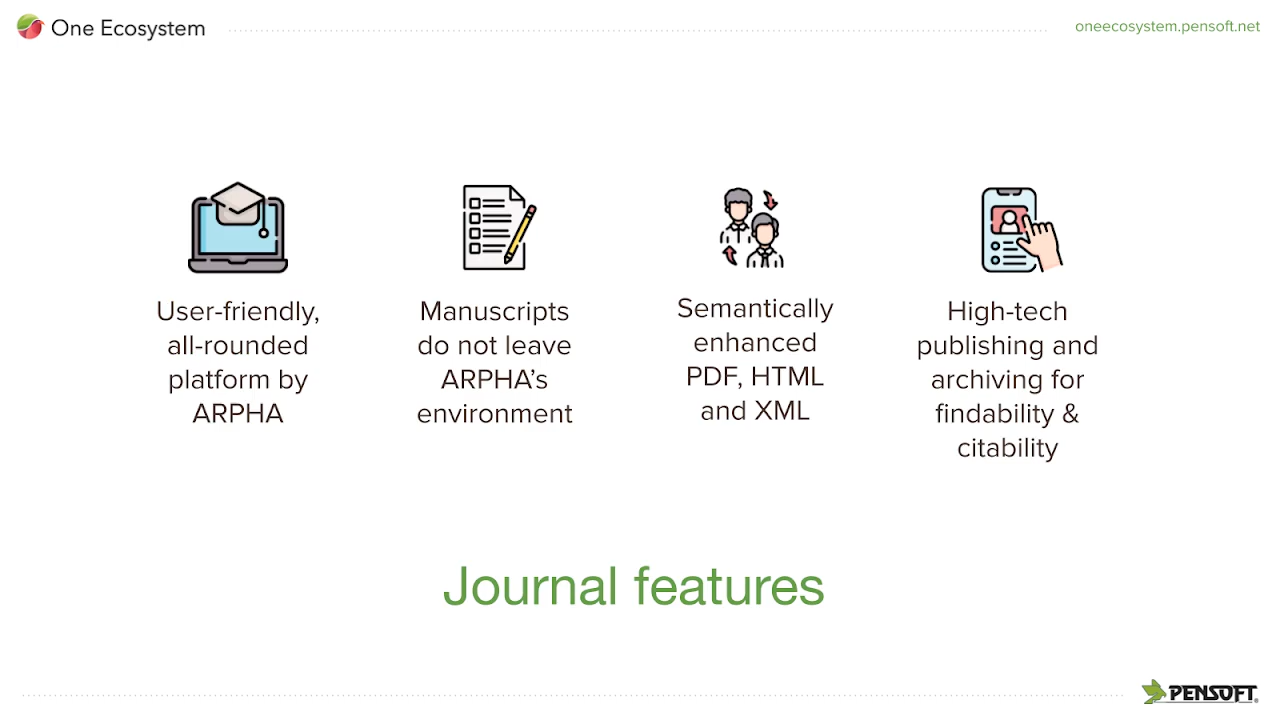 One Ecosystem
oneecosystem.pensoft.net
User-friendly,
all-rounded
platform by
ARPHA
Manuscripts
do not leave
ARPHA’s
environment
Semantically
enhanced
PDF, HTML
and XML
High-tech
publishing and
archiving for
findability &
citability
Journal features
PENSOFT®